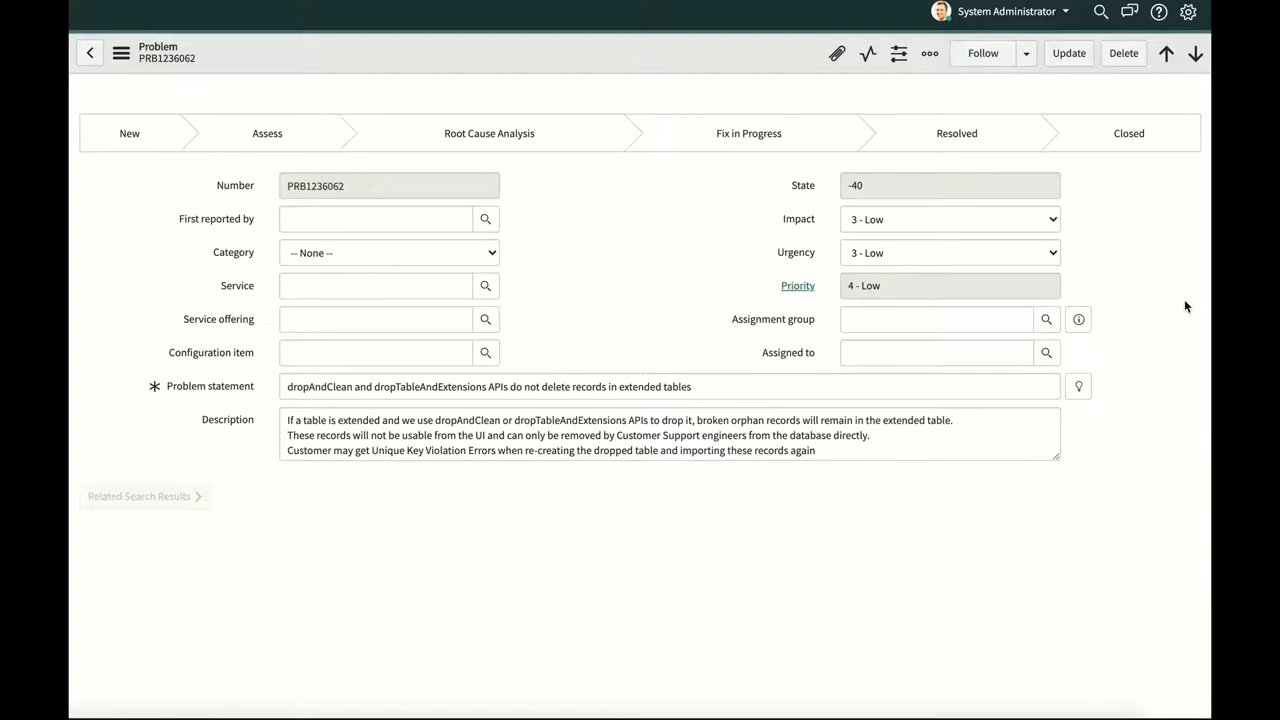 System Administrator
Problem
PRB1236062
Follow
Update
Delete
New
Assess
Root Cause Analysis
Fix in Progress
Resolved
Closed
Number
PRB1236062
State
-40
First reported by
Impact
3 - Low
Category
-- None --
Urgency
3 - Low
Service
Priority
4 - Low
Service offering
Assignment group
Configuration item
Assigned to
Problem statement
dropAndClean and dropTableAndExtensions APIs do not delete records in extended tables
Description
If a table is extended and we use dropAndClean or dropTableAndExtensions APIs to drop it, broken orphan records will remain in the extended table.
These records will not be usable from the UI and can only be removed by Customer Support engineers from the database directly.
Customer may get Unique Key Violation Errors when re-creating the dropped table and importing these records again
Related Search Results